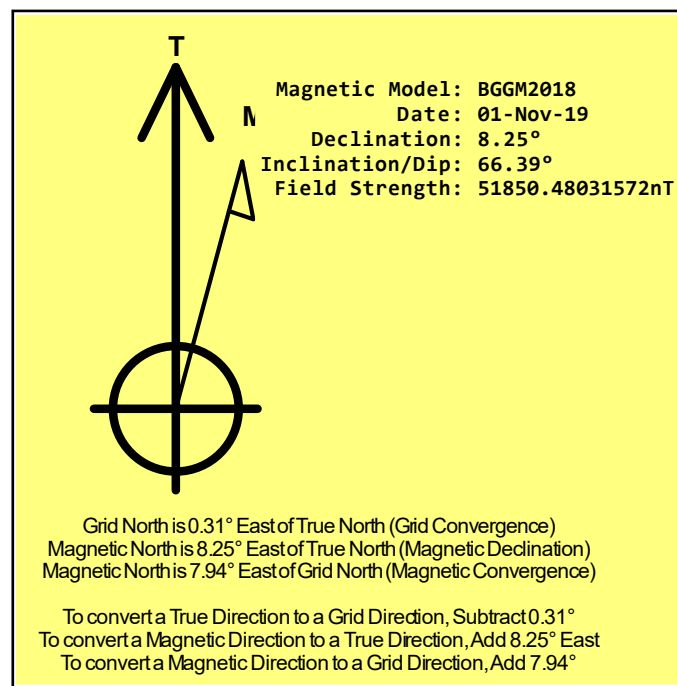 T
M
Magnetic Model: BGGM2018
Date: 01-Nov-19
Declination: 8.25°
Inclination/Dip: 66.39°
Field Strength: 51850.48031572nT
Grid North is 0.31° East of True North (Grid Convergence)
Magnetic North is 8.25° East of True North (Magnetic Declination)
Magnetic North is 7.94° East of Grid North (Magnetic Convergence)
To convert a True Direction to a Grid Direction, Subtract 0.31°
To convert a Magnetic Direction to a True Direction, Add 8.25° East
To convert a Magnetic Direction to a Grid Direction, Add 7.94°